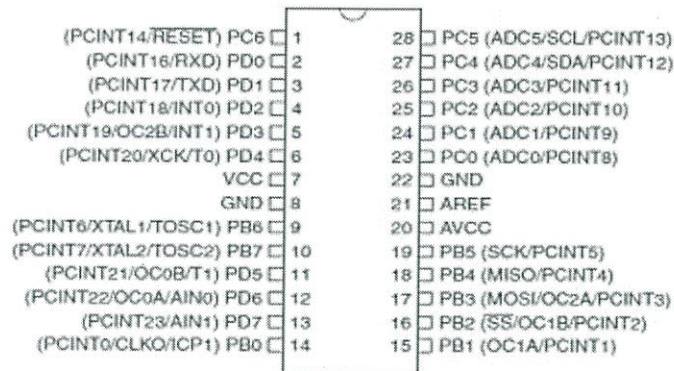 (PCINT14/RESET) PC6 1 28 PC5 (ADC5/SCL/PCINT13)
(PCINT16/RXD) PD0 2 27 PC4 (ADC4/SDA/PCINT12)
(PCINT17/TXD) PD1 3 26 PC3 (ADC3/PCINT11)
(PCINT18/INT0) PD2 4 25 PC2 (ADC2/PCINT10)
(PCINT19/OC2B/INT1) PD3 5 24 PC1 (ADC1/PCINT9)
(PCINT20/XCK/T0) PD4 6 23 PC0 (ADC0/PCINT8)
VCC 7 22 GND
GND 8 21 AREF
(PCINT6/XTAL1/TOSC1) PB6 9 20 AVCC
(PCINT7/XTAL2/TOSC2) PB7 10 19 PB5 (SCK/PCINT5)
(PCINT21/OC0B/T1) PD5 11 18 PB4 (MISO/PCINT4)
(PCINT22/OC0A/AIN0) PD6 12 17 PB3 (MOSI/OC2A/PCINT3)
(PCINT23/AIN1) PD7 13 16 PB2 (SS/OC1B/PCINT2)
(PCINT0/CLKO/ICP1) PB0 14 15 PB1 (OC1A/PCINT1)